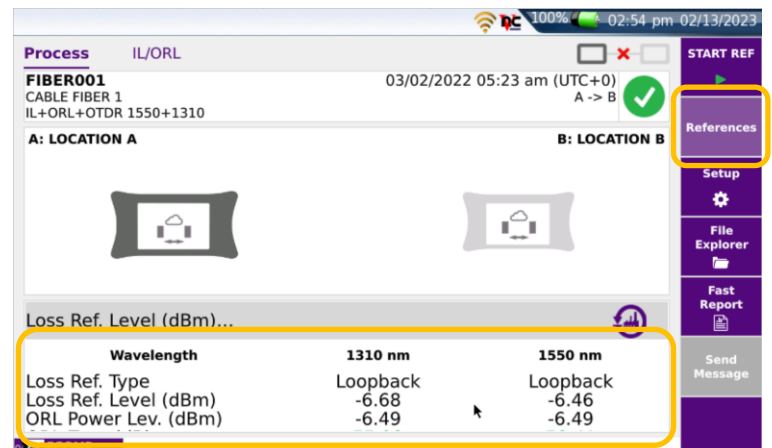 100% 02:54 pm 02/13/2023
Process IL/ORL
START REF
FIBER001 03/02/2022 05:23 am (UTC+0)
CABLE FIBER 1 A -> B
IL+ORL+OTDR 1550+1310
References
A: LOCATION A B: LOCATION B
Setup
File
Explorer
Fast
Report
Loss Ref. Level (dBm)...
Wavelength 1310 nm 1550 nm
Send
Message
Loss Ref. Type Loopback Loopback
Loss Ref. Level (dBm) -6.68 -6.46
ORL Power Lev. (dBm) -6.49 -6.49